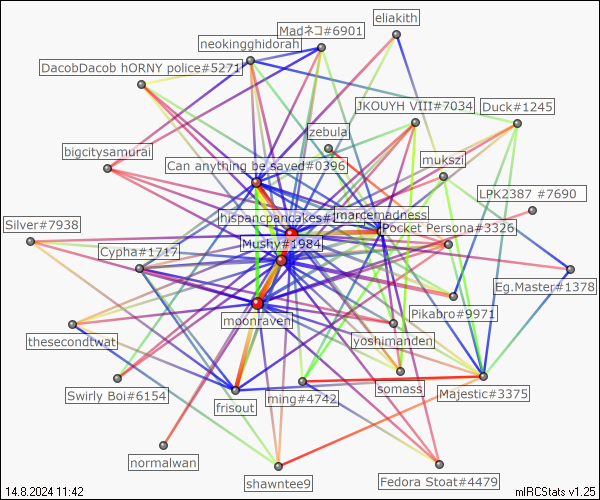 eliakith
Madネコ#6901
neokingghidorah
DacobDacob hORNY police#5271
JKOUYH VIII#7034
Duck#1245
zebula
bigcitysamurai
mukszi
Can anything be saved#0396
LPK2387 #7690
hispancpancakes#
marcemadness
Silver#7938
Pocket Persona#3326
Mushy#1984
Cypha#1717
Eg.Master#1378
Pikabro#9971
moonraven
thesecondtwat
yoshimanden
Swirly Boi#6154
somass
ming#4742
Majestic#3375
frisout
normalwan
shawntee9
Fedora Stoat#4479
14.8.2024 11:42
mIRCStats v1.25